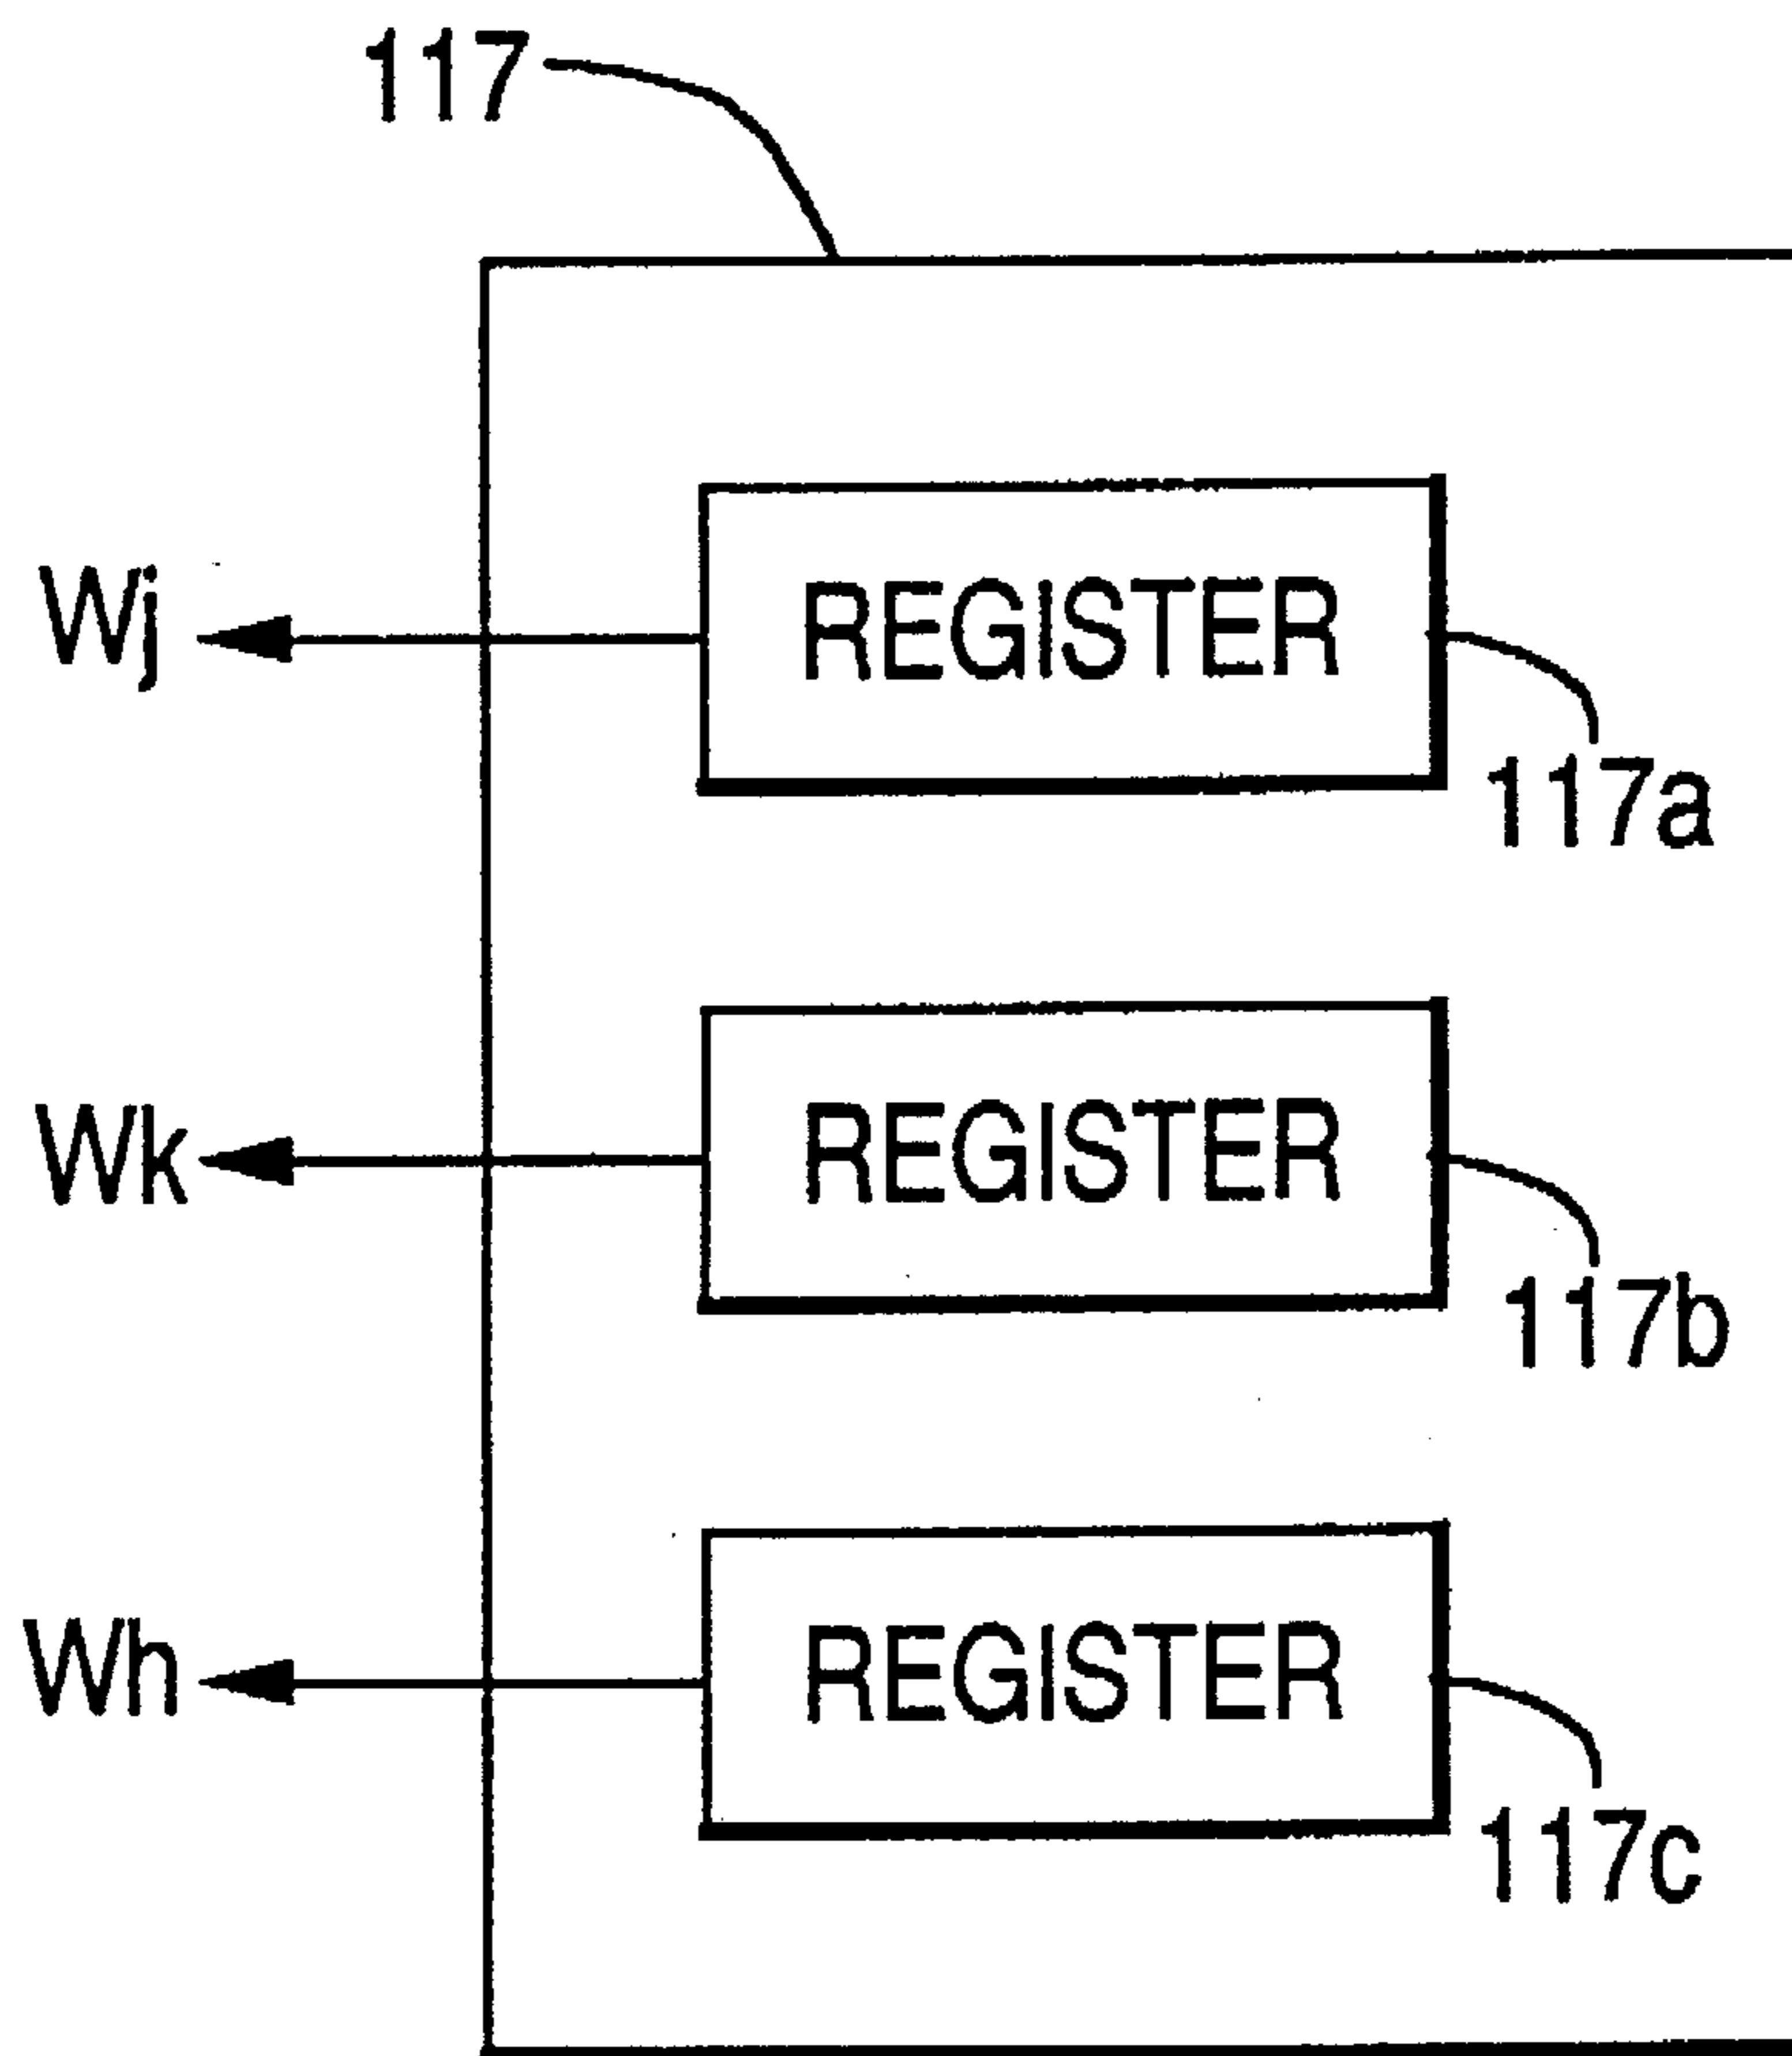 117
Wj
REGISTER
117a
Wk
REGISTER
117b
Wh
REGISTER
117c